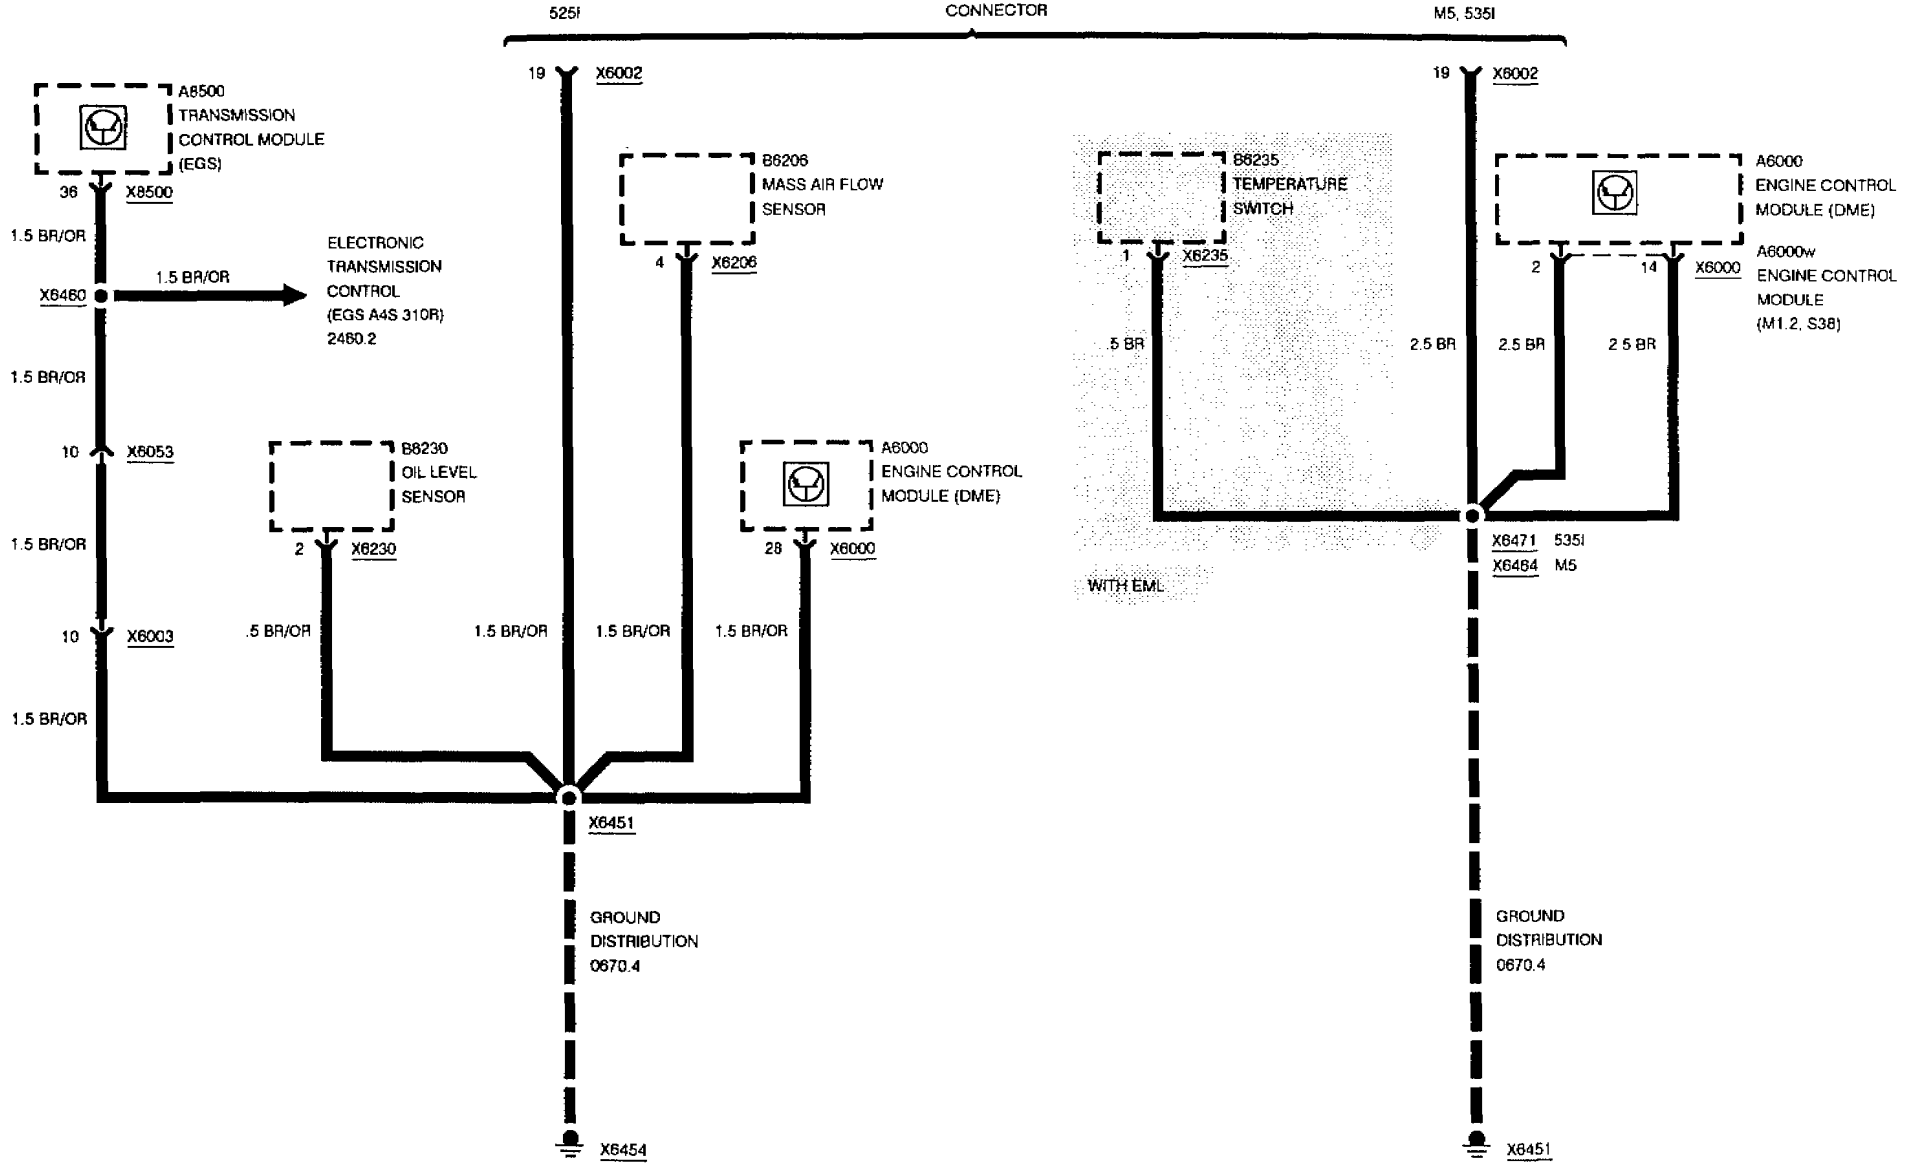 525I
CONNECTOR
M5, 535I
19 X6002
19 X6002
A8500
TRANSMISSION
CONTROL MODULE
(EGS)
36 X8500
1.5 BR/OR
X6460
1.5 BR/OR
ELECTRONIC
TRANSMISSION
CONTROL
(EGS A4S 310R)
2460.2
1.5 BR/OR
10 X6053
1.5 BR/OR
10 X6003
1.5 BR/OR
B6230
OIL LEVEL
SENSOR
2 X6230
.5 BR/OR
1.5 BR/OR
B6206
MASS AIR FLOW
SENSOR
4 X6206
1.5 BR/OR
A6000
ENGINE CONTROL
MODULE (DME)
28 X6000
1.5 BR/OR
X6451
GROUND
DISTRIBUTION
0670.4
X6454
B6235
TEMPERATURE
SWITCH
1 X6235
.5 BR
WITH EML
2.5 BR
A6000
ENGINE CONTROL
MODULE (DME)
A6000w
ENGINE CONTROL
MODULE
(M1.2, S38)
2 14 X6000
2.5 BR
2 5 BR
X6471 535I
X6464 M5
GROUND
DISTRIBUTION
0670.4
X6451